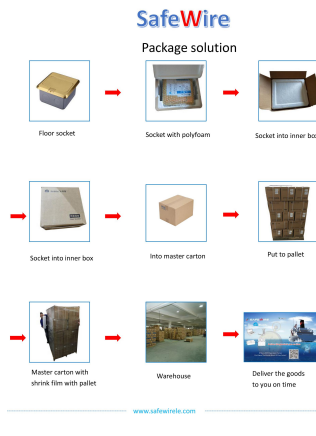 SafeWire
Package solution
Floor socket
Socket with polyfoam
Socket into inner box
Socket into inner box
Into master carton
Put to pallet
Master carton with
shrink film with pallet
Warehouse
Deliver the goods
to you on time
www.safewirele.com